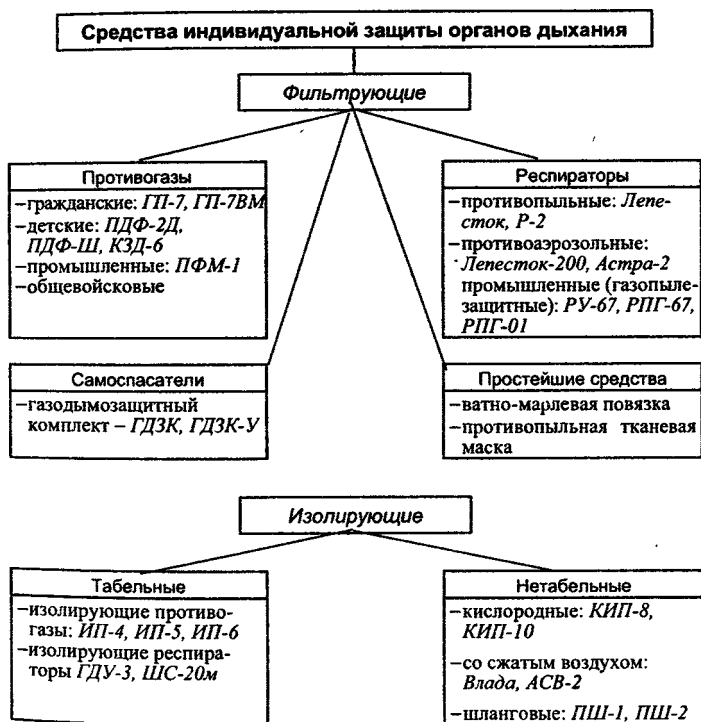 Средства индивидуальной защиты органов дыхания
Фильтрующие
Противогазы
–гражданские: ГП-7, ГП-7ВМ
–детские: ПДФ-2Д,
ПДФ-Ш, КЗД-6
–промышленные: ПФМ-1
–общевойсковые
Респираторы
–противопыльные: Лепе-
сток, Р-2
–противоаэрозольные:
Лепесток-200, Астра-2
промышленные (газопыле-
защитные): РУ-67, РПГ-67,
РПГ-01
Самоспасатели
–газодымозащитный
комплект – ГДЗК, ГДЗК-У
Простейшие средства
–ватно-марлевая повязка
–противопыльная тканевая
маска
Изолирующие
Табельные
–изолирующие противо-
газы: ИП-4, ИП-5, ИП-6
–изолирующие респира-
торы ГДУ-3, ШС-20м
Нетабельные
–кислородные: КИП-8,
КИП-10
–со сжатым воздухом:
Влада, АСВ-2
–шланговые: ПШ-1, ПШ-2